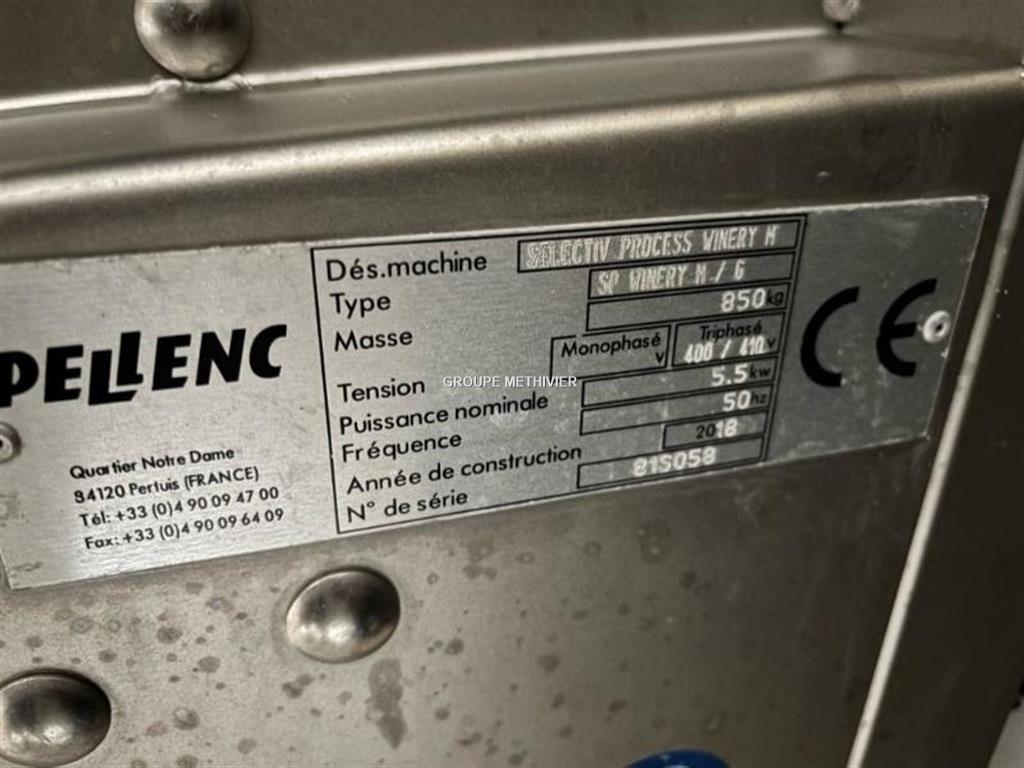 PELLENC
Quartier Notre Dame
84120 Pertuis (FRANCE)
Tél: +33 (0)4 90 09 47 00
Fax: +33 (0)4 90 09 64 09
Dés.machine SELECTIV PROCESS WINERY M
Type SP WINERY M / G
Masse 850 kg
Monophasé Triphasé
Tension V 400 / 410 V
Puissance nominale 5.5 kw
Fréquence 50 hz
Année de construction 2018
N° de série 81S058
CE
GROUPE METHIVIER